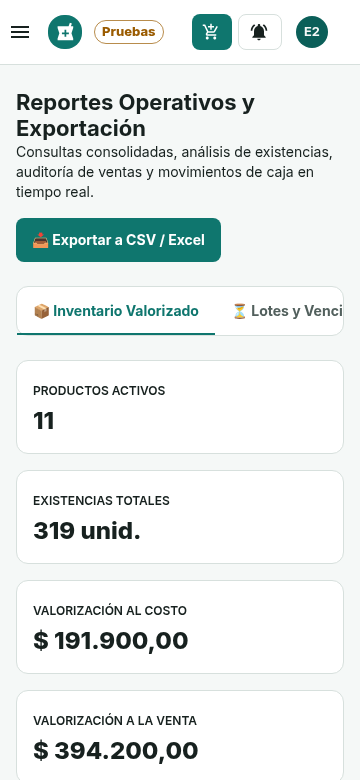 Pruebas
E2
Reportes Operativos y
Exportación
Consultas consolidadas, análisis de existencias,
auditoría de ventas y movimientos de caja en
tiempo real.
📤 Exportar a CSV / Excel
📦 Inventario Valorizado ⏳ Lotes y Venci
PRODUCTOS ACTIVOS
11
EXISTENCIAS TOTALES
319 unid.
VALORIZACIÓN AL COSTO
$ 191.900,00
VALORIZACIÓN A LA VENTA
$ 394.200,00